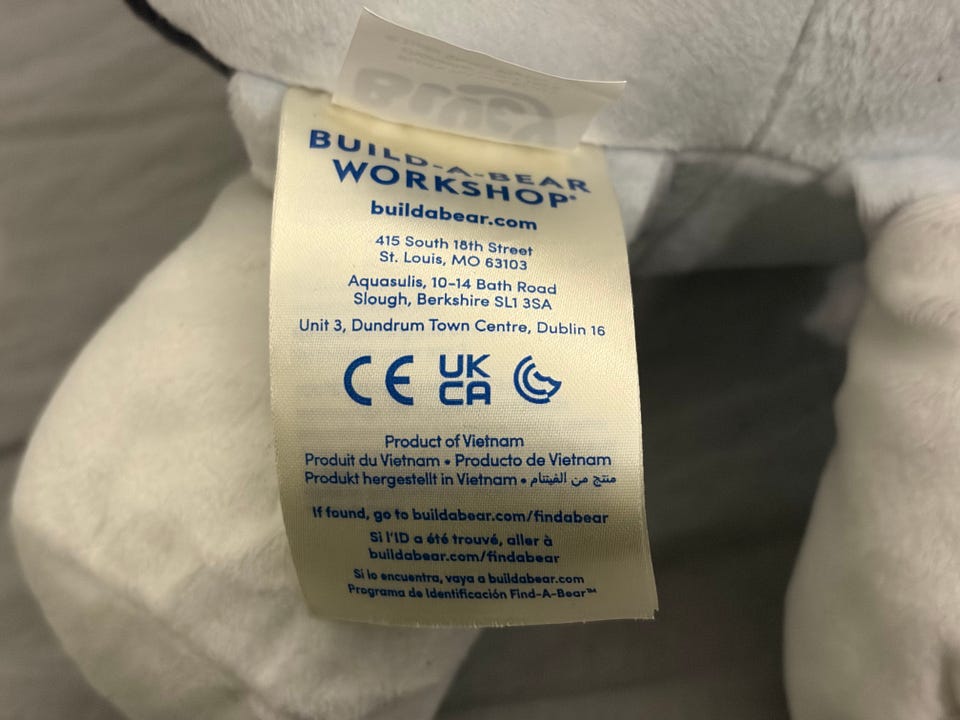 BUILD-A-BEAR
WORKSHOP®
buildabear.com
415 South 18th Street
St. Louis, MO 63103
Aquasulis, 10-14 Bath Road
Slough, Berkshire SL1 3SA
Unit 3, Dundrum Town Centre, Dublin 16
CE UK
CA
Product of Vietnam
Produit du Vietnam • Producto de Vietnam
Produkt hergestellt in Vietnam • منتج من الفيتنام
If found, go to buildabear.com/findabear
Si l'ID a été trouvé, aller à
buildabear.com/findabear
Si lo encuentra, vaya a buildabear.com
Programa de Identificación Find-A-Bear™